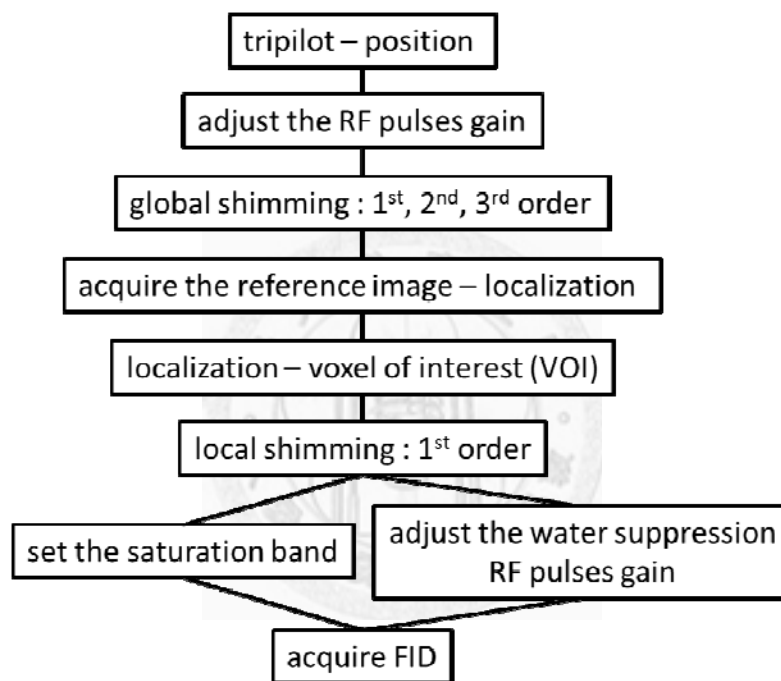 tripilot – position
adjust the RF pulses gain
global shimming : 1st, 2nd, 3rd order
acquire the reference image – localization
localization – voxel of interest (VOI)
local shimming : 1st order
set the saturation band
adjust the water suppression
RF pulses gain
acquire FID